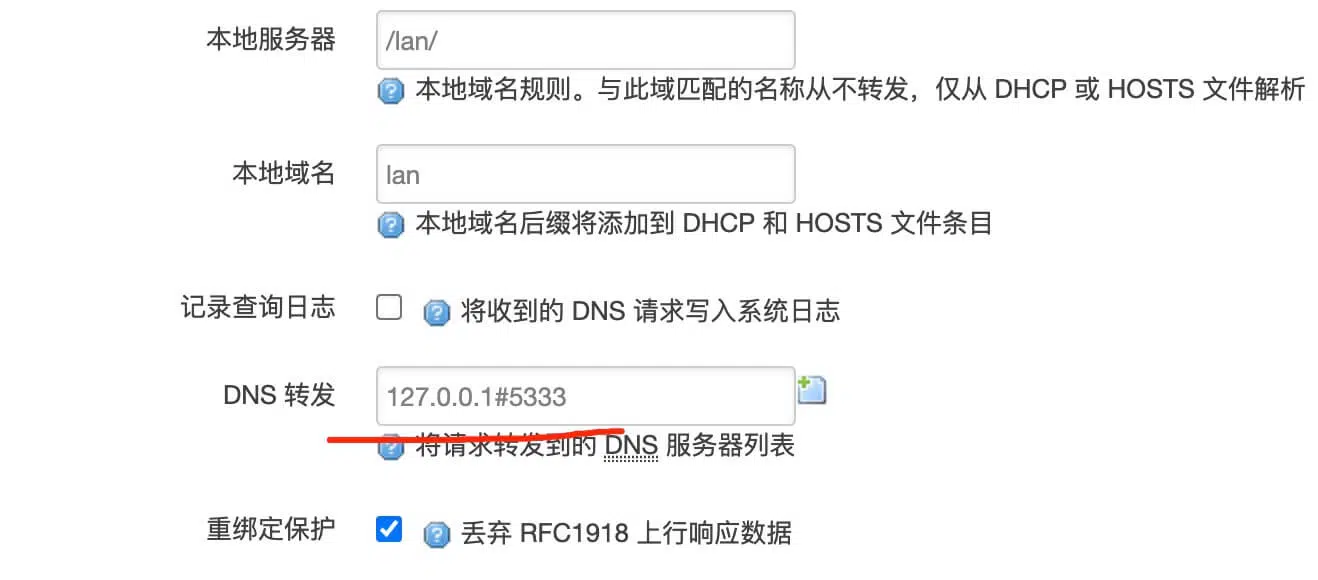 本地服务器 /lan/
本地域名规则。与此域匹配的名称从不转发，仅从 DHCP 或 HOSTS 文件解析
本地域名 lan
本地域名后缀将添加到 DHCP 和 HOSTS 文件条目
记录查询日志 将收到的 DNS 请求写入系统日志
DNS 转发 127.0.0.1#5333
将请求转发到的 DNS 服务器列表
重绑定保护 丢弃 RFC1918 上行响应数据